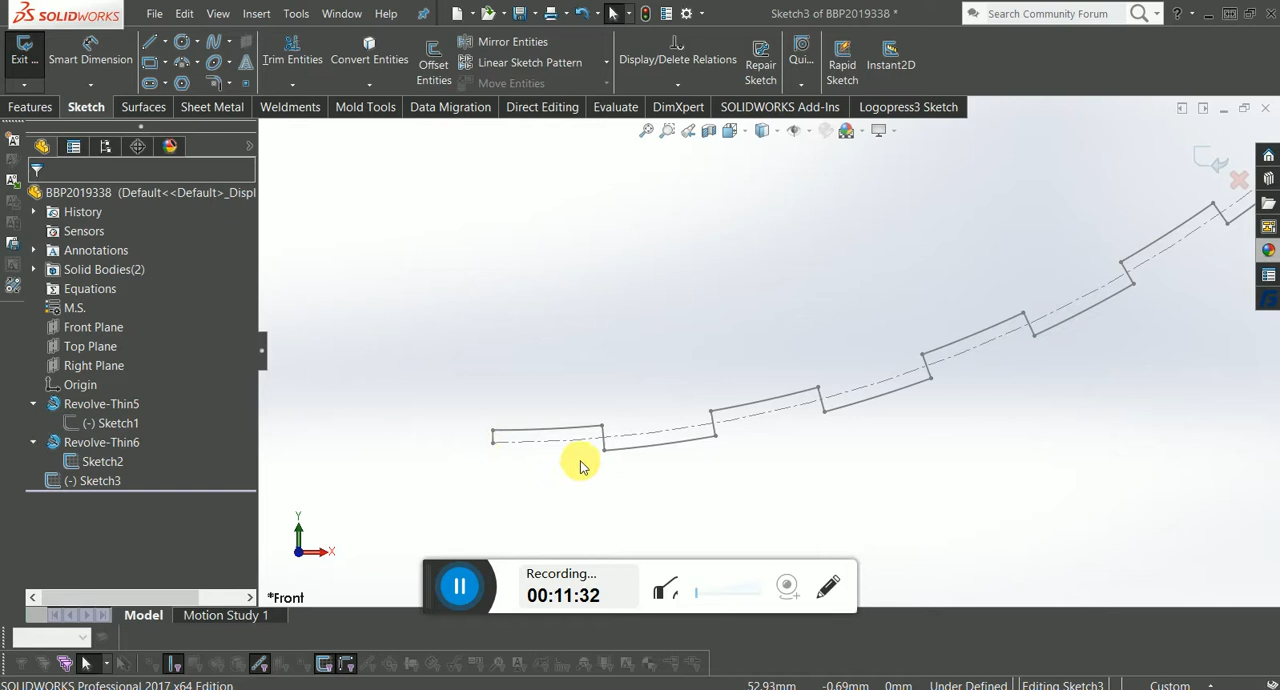 SOLIDWORKS
File
Edit
View
Insert
Tools
Window
Help
Sketch3 of BBP2019338 *
Search Community Forum
Exit ...
Smart Dimension
Trim Entities
Convert Entities
Offset Entities
Mirror Entities
Linear Sketch Pattern
Move Entities
Display/Delete Relations
Repair Sketch
Qui...
Rapid Sketch
Instant2D
Features
Sketch
Surfaces
Sheet Metal
Weldments
Mold Tools
Data Migration
Direct Editing
Evaluate
DimXpert
SOLIDWORKS Add-Ins
Logopress3 Sketch
BBP2019338 (Default<<Default>_Displ
History
Sensors
Annotations
Solid Bodies(2)
Equations
M.S.
Front Plane
Top Plane
Right Plane
Origin
Revolve-Thin5
(-) Sketch1
Revolve-Thin6
Sketch2
(-) Sketch3
Y
X
*Front
Recording...
00:11:32
Model
Motion Study 1
SOLIDWORKS Professional 2017 x64 Edition
52.93mm
-0.69mm
0mm
Under Defined
Editing Sketch3
Custom